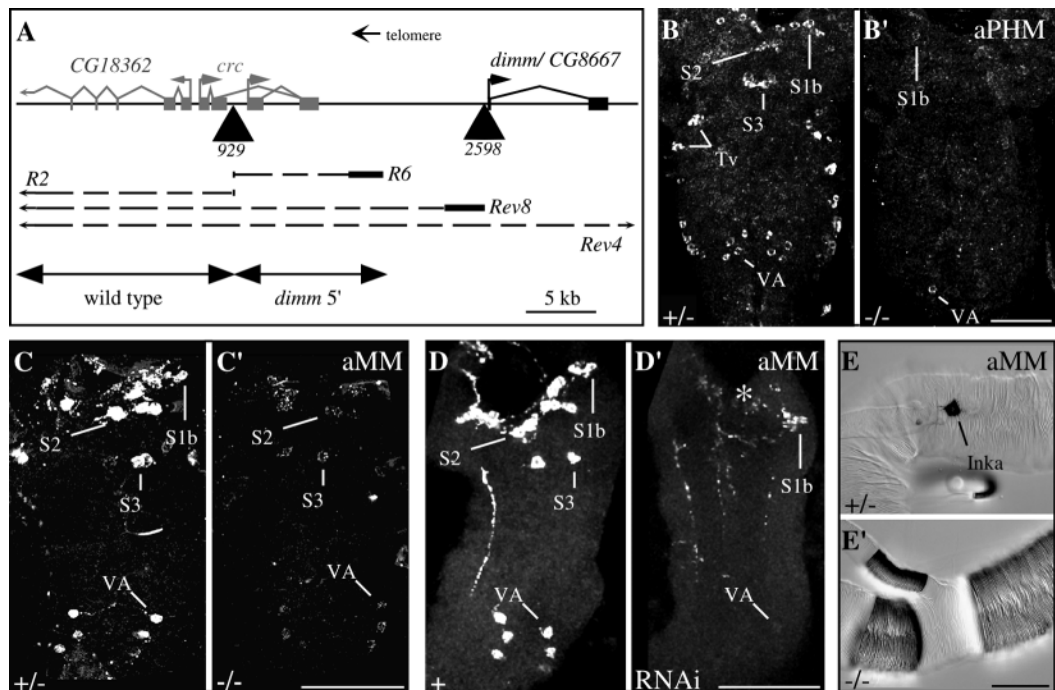 A
telomere
CG18362
crc
dimm/ CG8667
929
2598
R6
R2
Rev8
Rev4
wild type
dimm 5'
5 kb
B
S2
S1b
S3
Tv
VA
+/-
B'
aPHM
S1b
VA
-/-
C
S2
S1b
S3
VA
+/-
C'
aMM
S2
S3
VA
-/-
D
S2
S1b
S3
VA
+
D'
aMM
*
S1b
VA
RNAi
E
aMM
Inka
+/-
E'
-/-